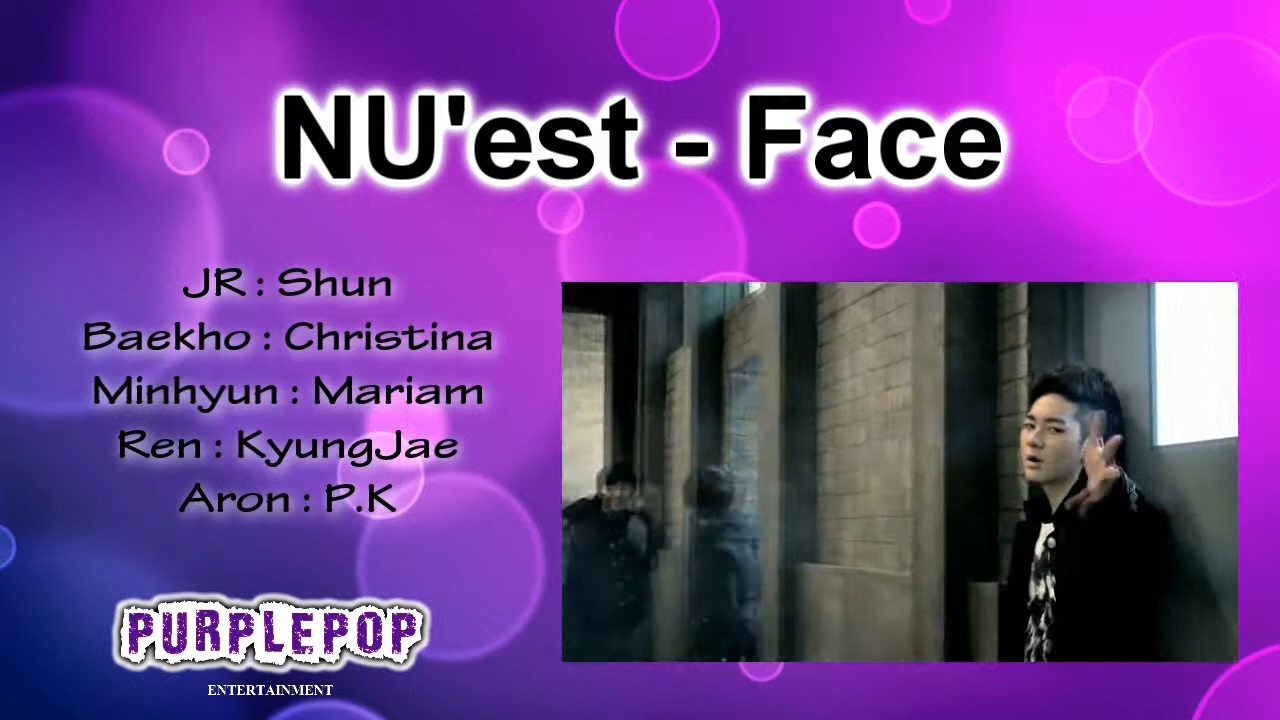 NU'est - Face
JR : Shun
Baekho : Christina
Minhyun : Mariam
Ren : KyungJae
Aron : P.K
PURPLEPOP
ENTERTAINMENT